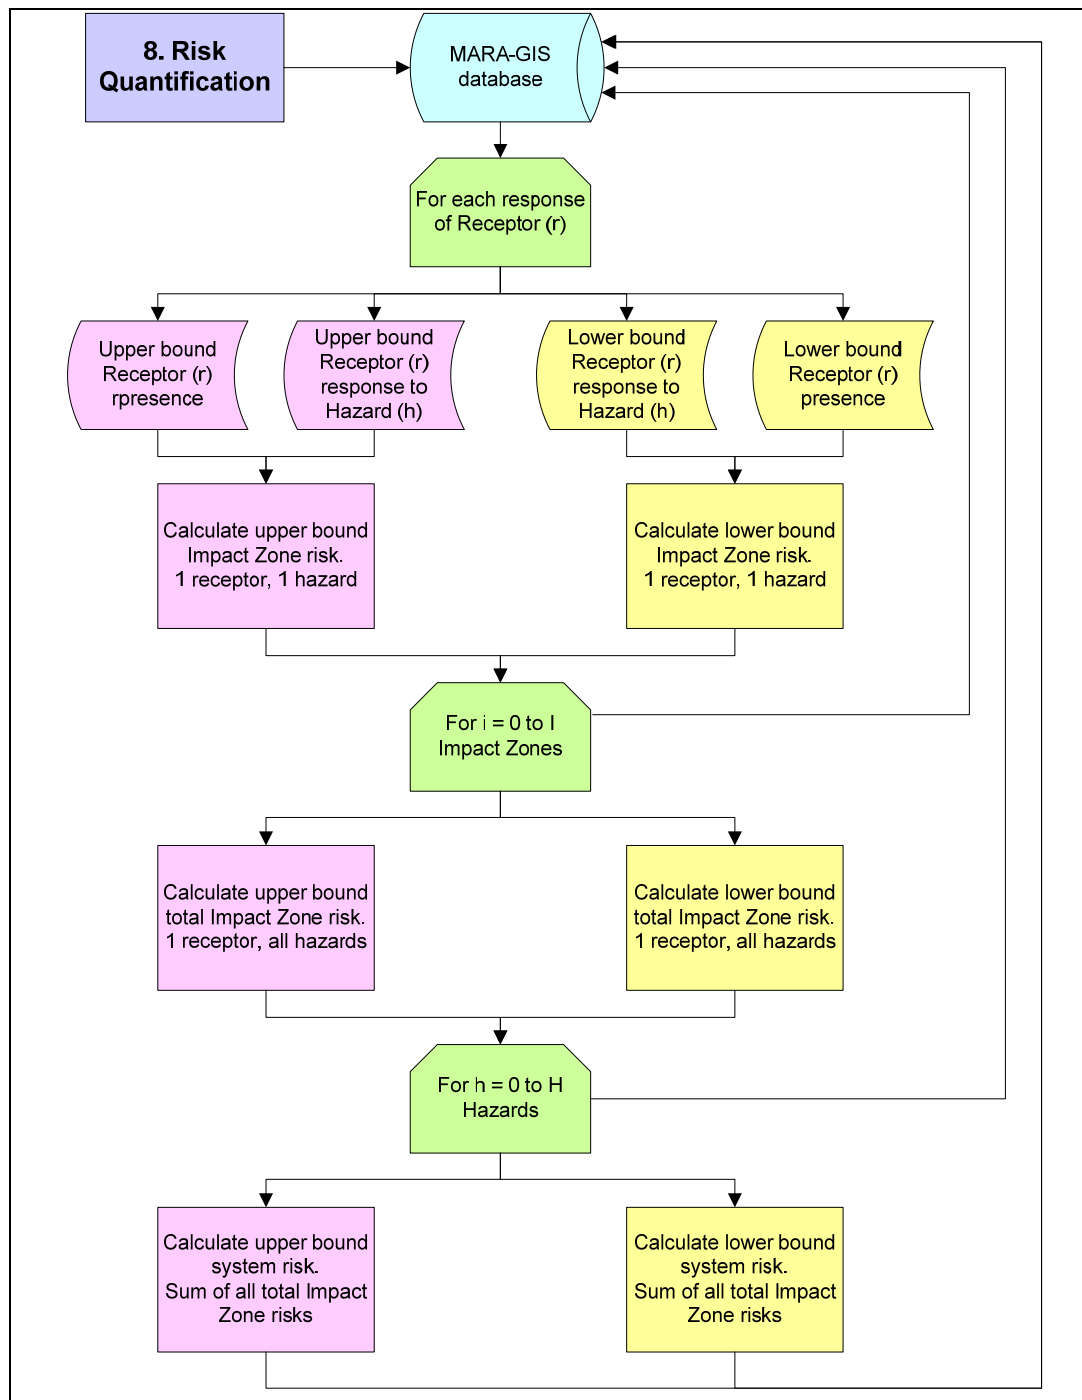 8. Risk
Quantification
MARA-GIS
database
For each response
of Receptor (r)
Upper bound
Receptor (r)
rpresence
Upper bound
Receptor (r)
response to
Hazard (h)
Lower bound
Receptor (r)
response to
Hazard (h)
Lower bound
Receptor (r)
presence
Calculate upper bound
Impact Zone risk.
1 receptor, 1 hazard
Calculate lower bound
Impact Zone risk.
1 receptor, 1 hazard
For i = 0 to I
Impact Zones
Calculate upper bound
total Impact Zone risk.
1 receptor, all hazards
Calculate lower bound
total Impact Zone risk.
1 receptor, all hazards
For h = 0 to H
Hazards
Calculate upper bound
system risk.
Sum of all total Impact
Zone risks
Calculate lower bound
system risk.
Sum of all total Impact
Zone risks